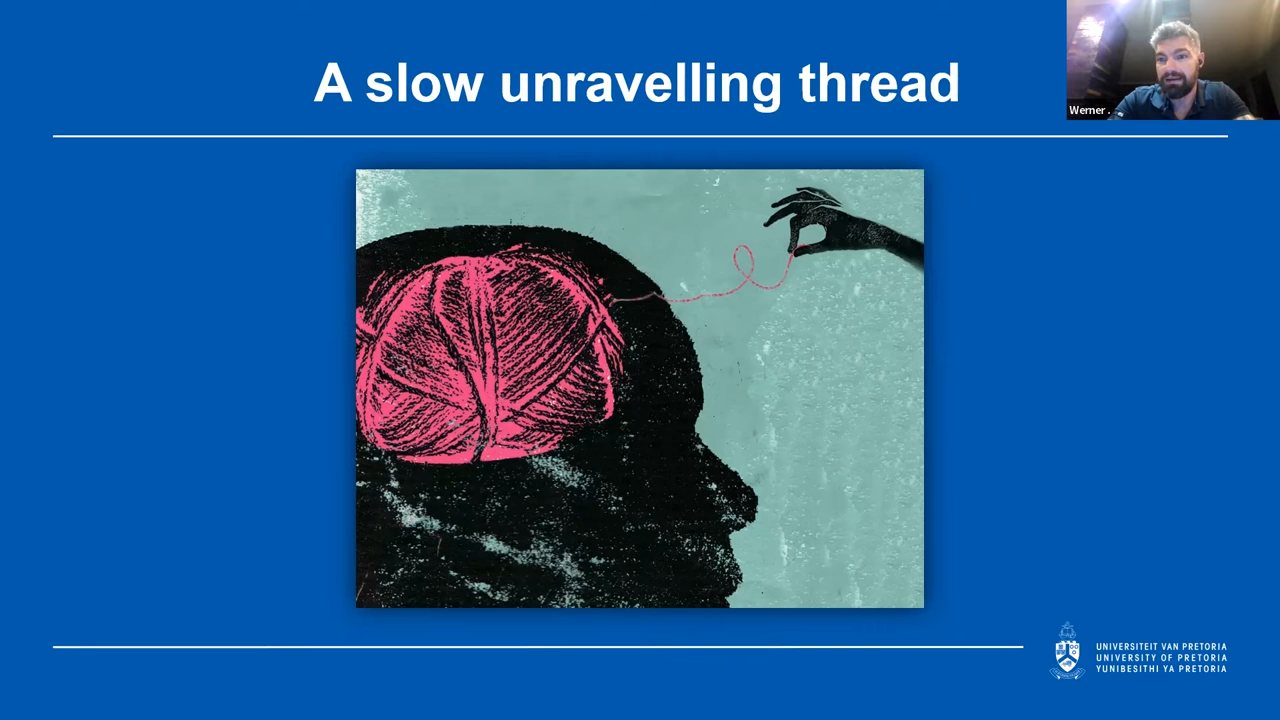 A slow unravelling thread
Werner .
UNIVERSITEIT VAN PRETORIA
UNIVERSITY OF PRETORIA
YUNIBESITHI YA PRETORIA